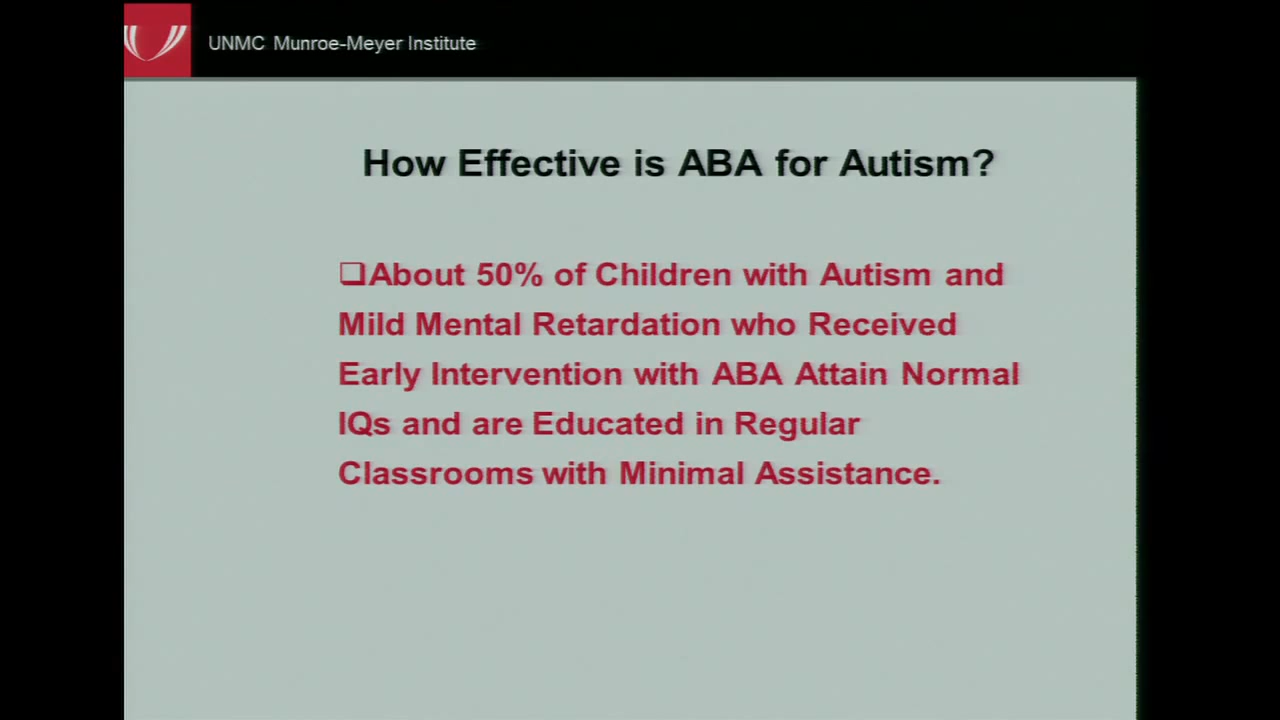 UNMC Munroe-Meyer Institute
How Effective is ABA for Autism?
❑About 50% of Children with Autism and
Mild Mental Retardation who Received
Early Intervention with ABA Attain Normal
IQs and are Educated in Regular
Classrooms with Minimal Assistance.